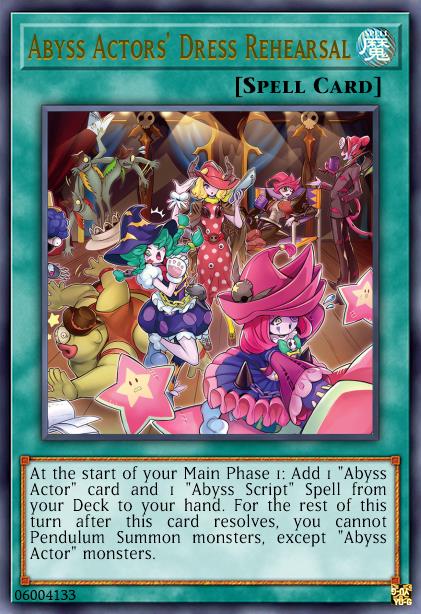 Abyss Actors' Dress Rehearsal
SPELL
魔
[Spell Card]
At the start of your Main Phase 1: Add 1 "Abyss
Actor" card and 1 "Abyss Script" Spell from
your Deck to your hand. For the rest of this
turn after this card resolves, you cannot
Pendulum Summon monsters, except "Abyss
Actor" monsters.
06004133